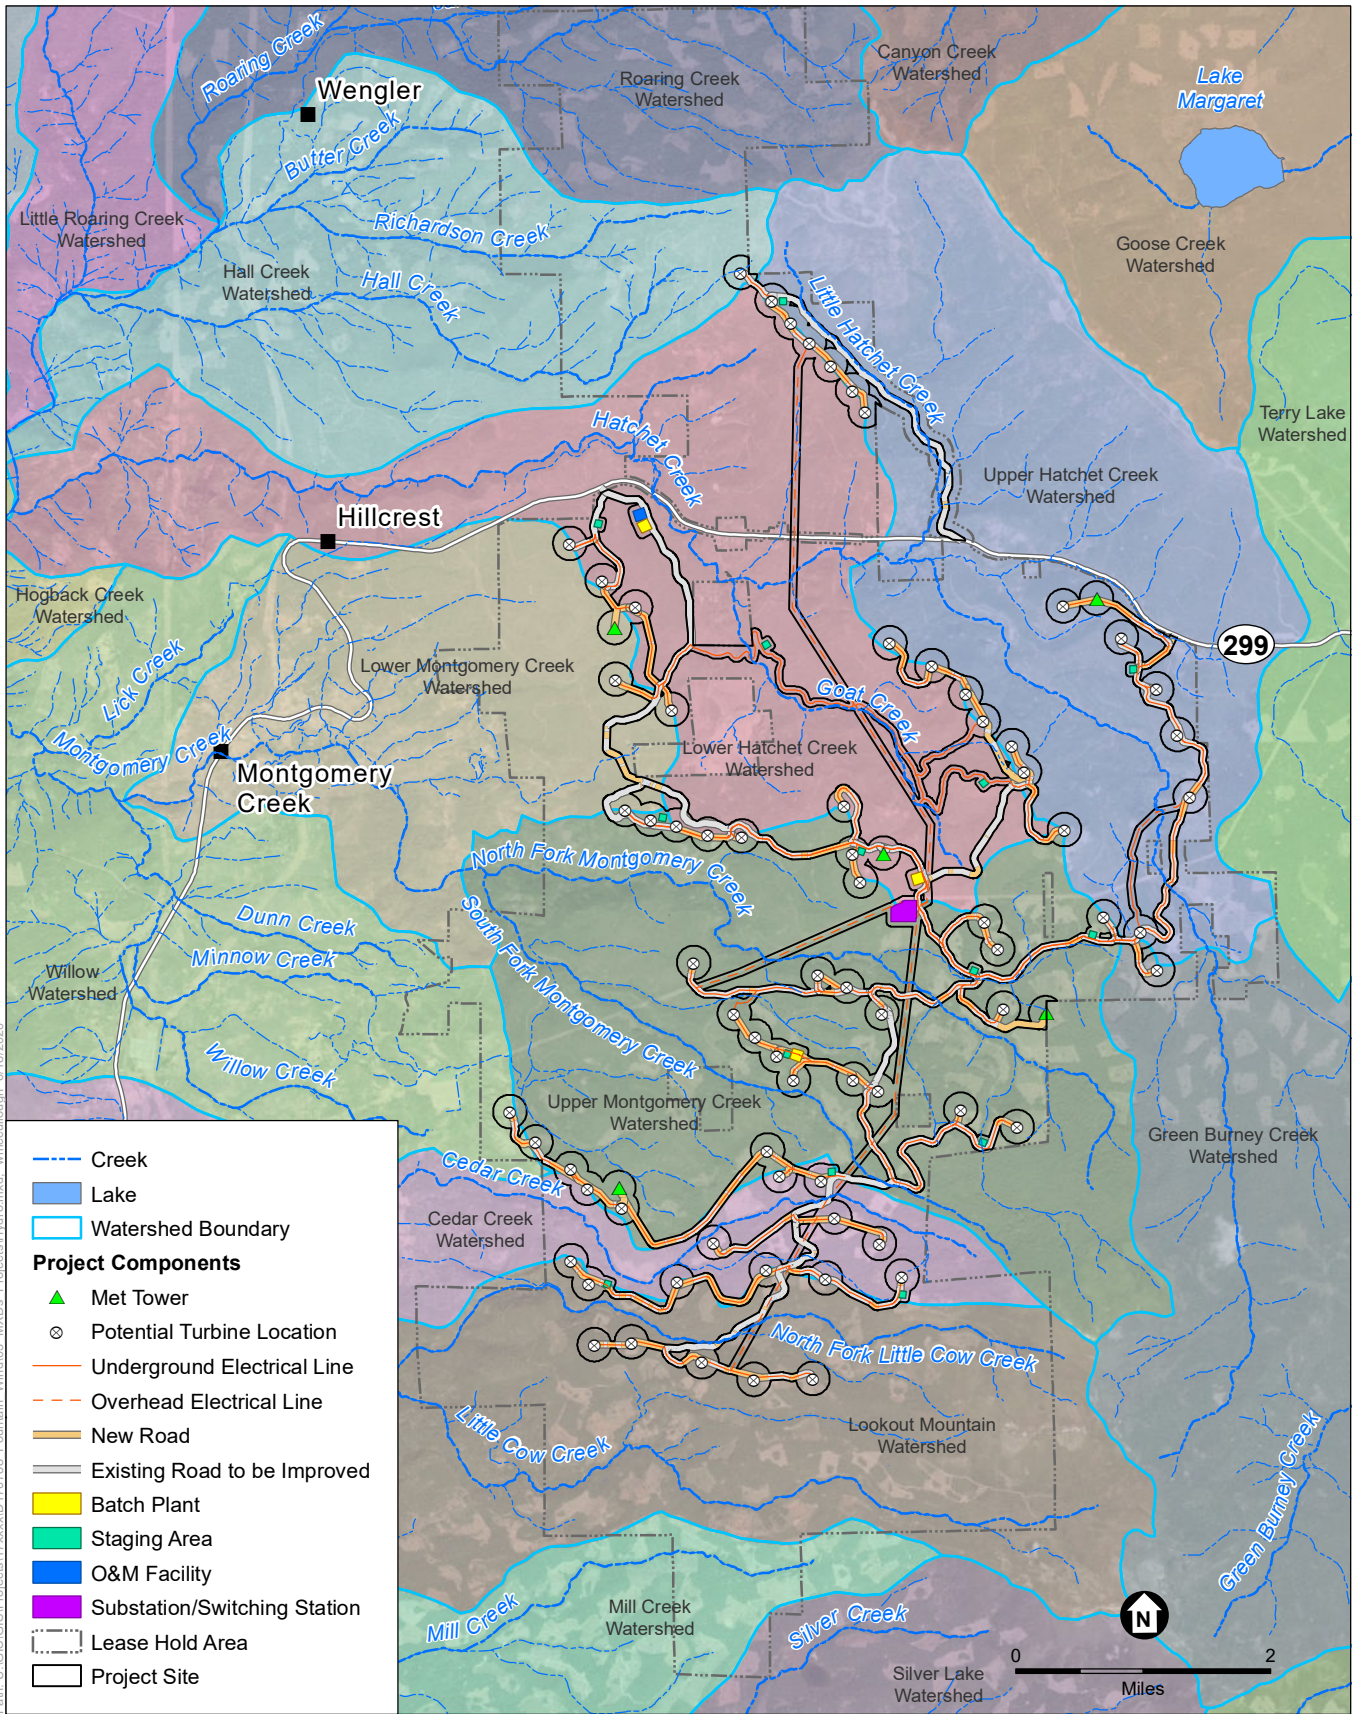 Roaring Creek
Wengler
Butter Creek
Roaring Creek
Watershed
Canyon Creek
Watershed
Lake
Margaret
Little Roaring Creek
Watershed
Richardson Creek
Hall Creek
Watershed
Hall Creek
Goose Creek
Watershed
Little Hatchet Creek
Terry Lake
Watershed
Hatchet Creek
Upper Hatchet Creek
Watershed
Hillcrest
Hogback Creek
Watershed
299
Lick Creek
Lower Montgomery Creek
Watershed
Goat Creek
Montgomery Creek
Lower Hatchet Creek
Watershed
Montgomery
Creek
North Fork Montgomery Creek
South Fork Montgomery Creek
Dunn Creek
Minnow Creek
Willow
Watershed
Willow Creek
Upper Montgomery Creek
Watershed
Green Burney Creek
Watershed
Cedar Creek
Cedar Creek
Watershed
North Fork Little Cow Creek
Little Cow Creek
Lookout Mountain
Watershed
Green Burney Creek
Mill Creek
Mill Creek
Watershed
Silver Creek
Silver Lake
Watershed
Creek
Lake
Watershed Boundary
Project Components
Met Tower
Potential Turbine Location
Underground Electrical Line
Overhead Electrical Line
New Road
Existing Road to be Improved
Batch Plant
Staging Area
O&M Facility
Substation/Switching Station
Lease Hold Area
Project Site
N
0 2
Miles